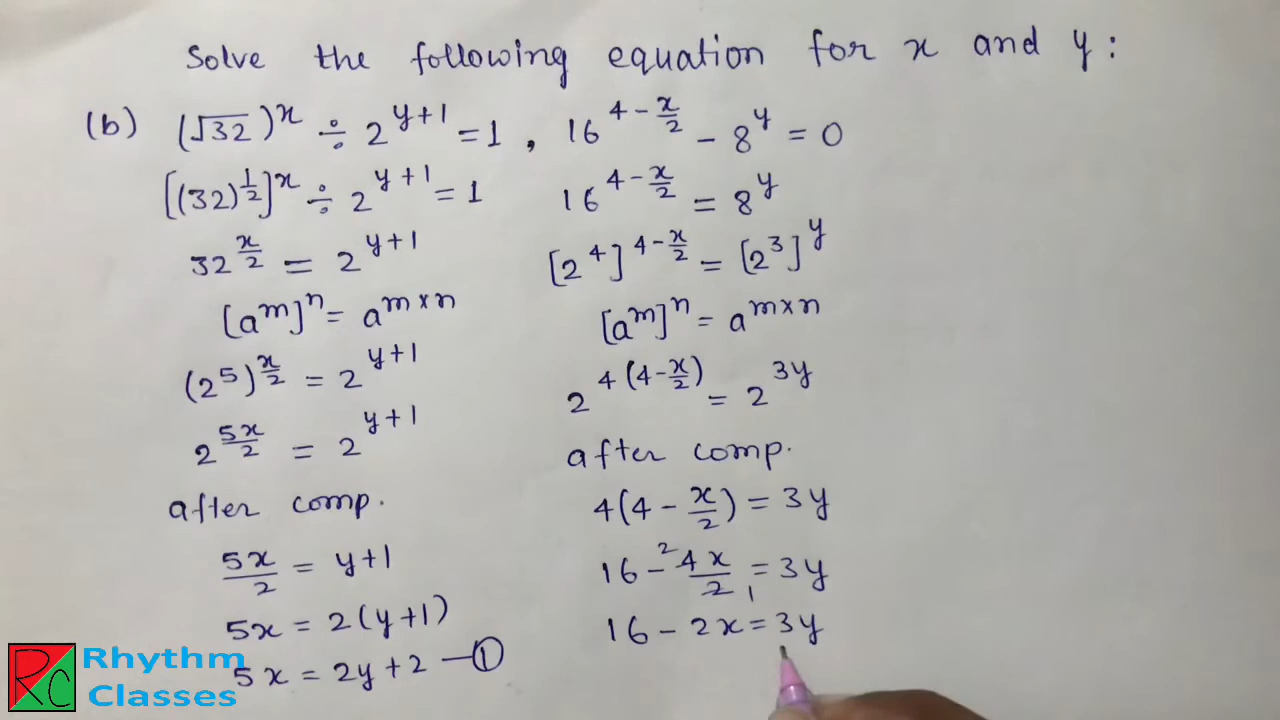 Solve the following equation for x and y:
(b) (√32)^x ÷ 2^(y+1) = 1 , 16^(4-x/2) - 8^y = 0
[(32)^(1/2)]^x ÷ 2^(y+1) = 1
32^(x/2) = 2^(y+1)
[a^m]^n = a^(m×n)
(2^5)^(x/2) = 2^(y+1)
2^(5x/2) = 2^(y+1)
after comp.
5x/2 = y+1
5x = 2(y+1)
5x = 2y+2 —①
16^(4-x/2) = 8^y
[2^4]^(4-x/2) = [2^3]^y
[a^m]^n = a^(m×n)
2^(4(4-x/2)) = 2^(3y)
after comp.
4(4-x/2) = 3y
16 - ²4x/2₁ = 3y
16 - 2x = 3y
RC
Rhythm
Classes